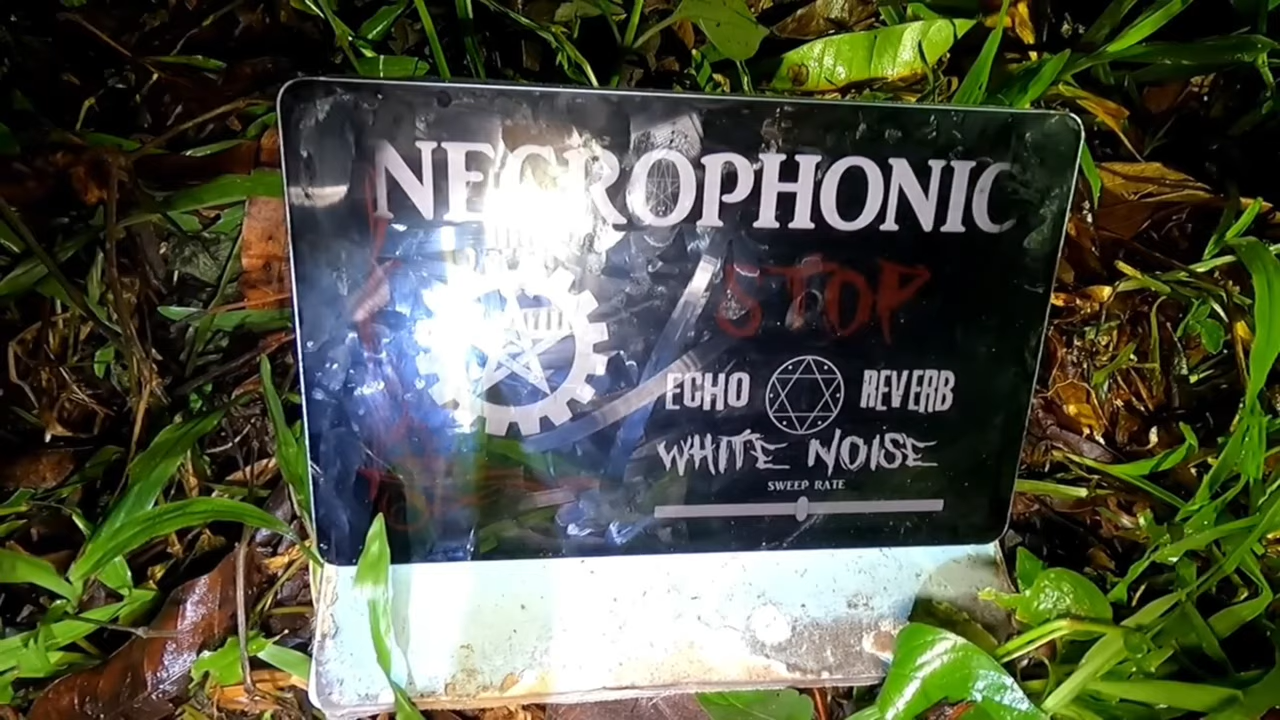 NECROPHONIC
STOP
ECHO REVERB
WHITE NOISE
SWEEP RATE